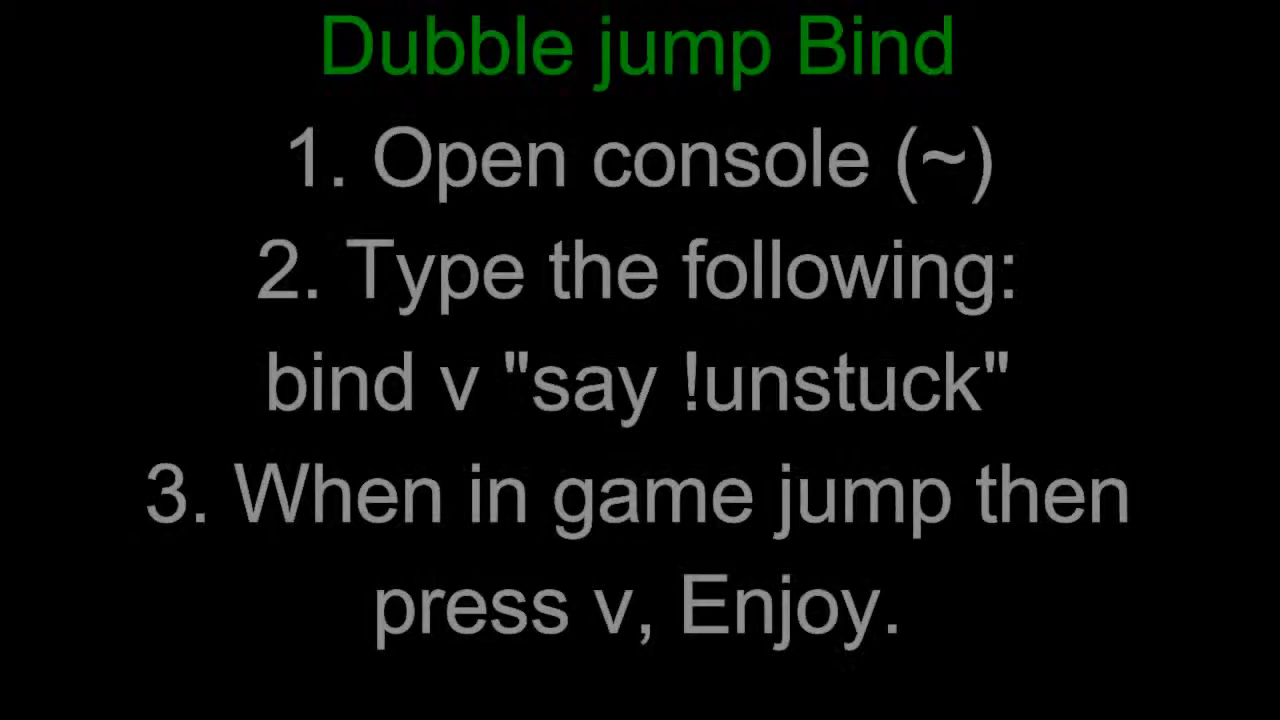 Dubble jump Bind
1. Open console (~)
2. Type the following:
bind v "say !unstuck"
3. When in game jump then
press v, Enjoy.